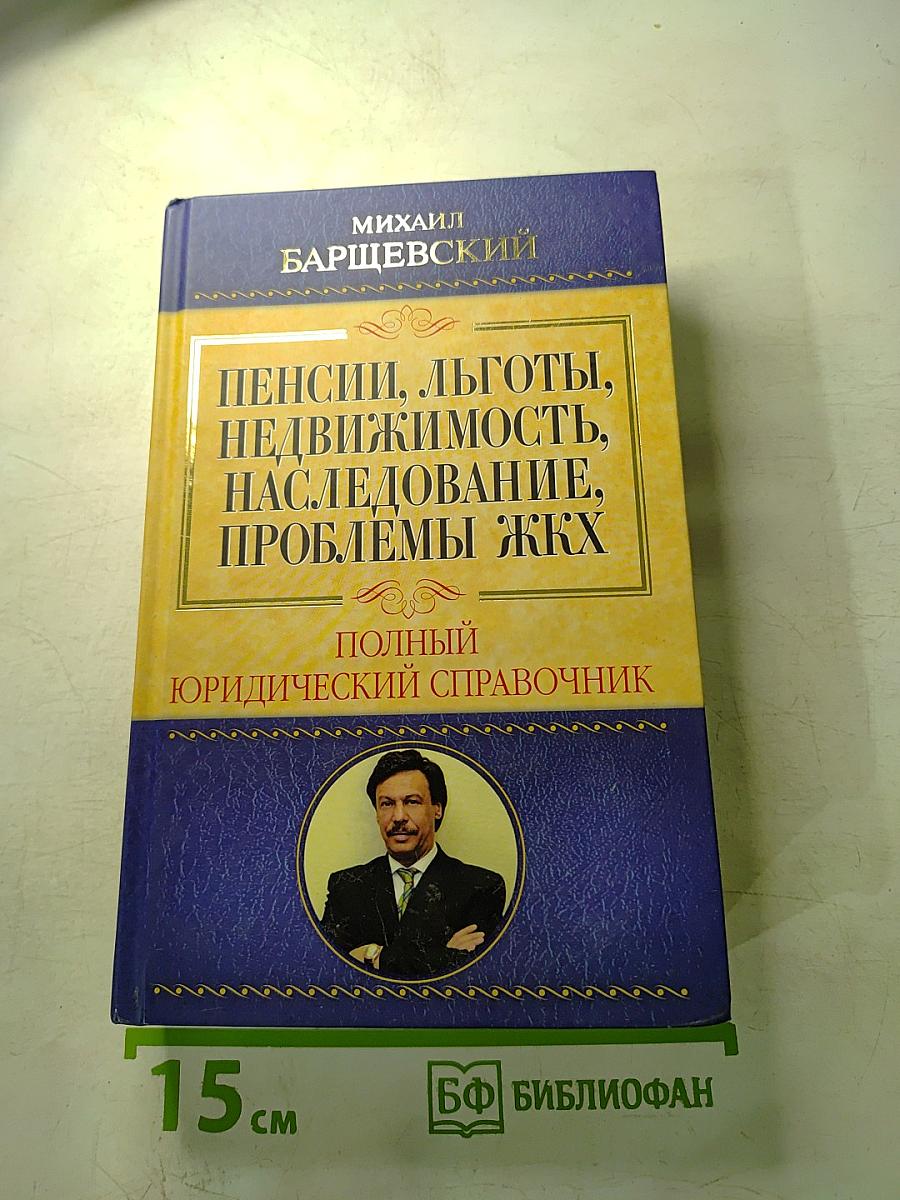 МИХАИЛ
БАРЩЕВСКИЙ
ПЕНСИИ, ЛЬГОТЫ,
НЕДВИЖИМОСТЬ,
НАСЛЕДОВАНИЕ,
ПРОБЛЕМЫ ЖКХ
ПОЛНЫЙ
ЮРИДИЧЕСКИЙ СПРАВОЧНИК
15 см
БФ БИБЛИОФАН